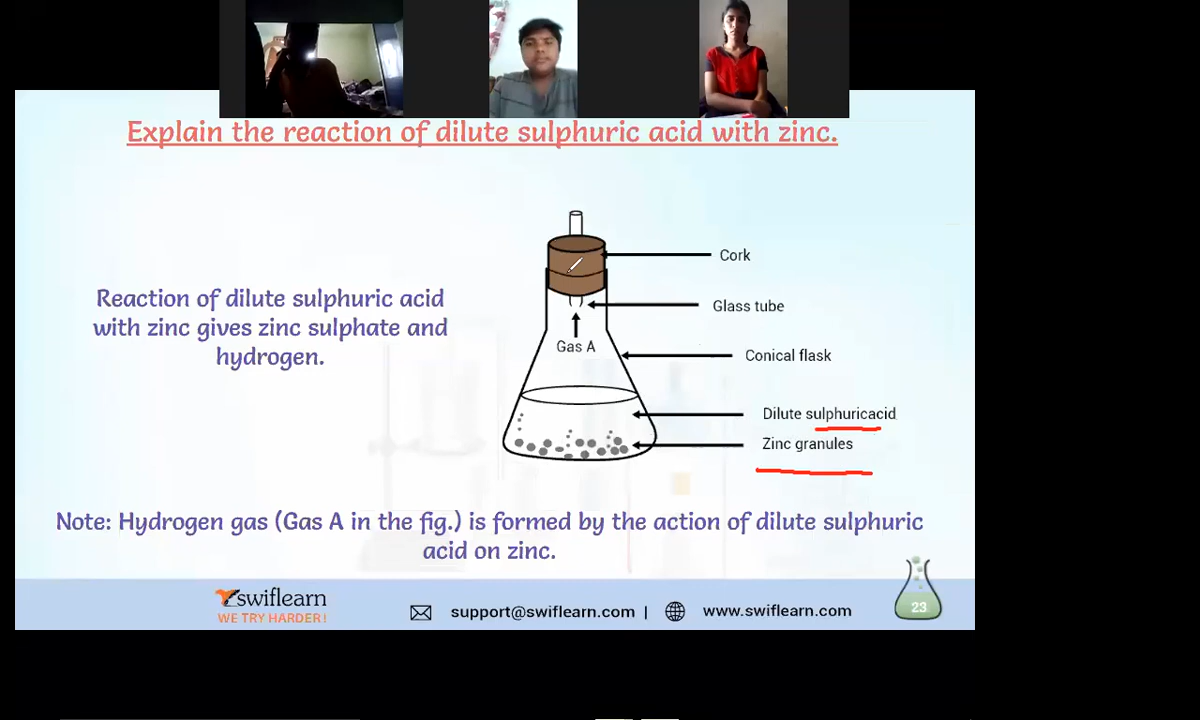 Explain the reaction of dilute sulphuric acid with zinc.
Cork
Reaction of dilute sulphuric acid
with zinc gives zinc sulphate and
hydrogen.
Glass tube
Gas A
Conical flask
Dilute sulphuricacid
Zinc granules
Note: Hydrogen gas (Gas A in the fig.) is formed by the action of dilute sulphuric
acid on zinc.
swiflearn
WE TRY HARDER!
support@swiflearn.com |
www.swiflearn.com
23